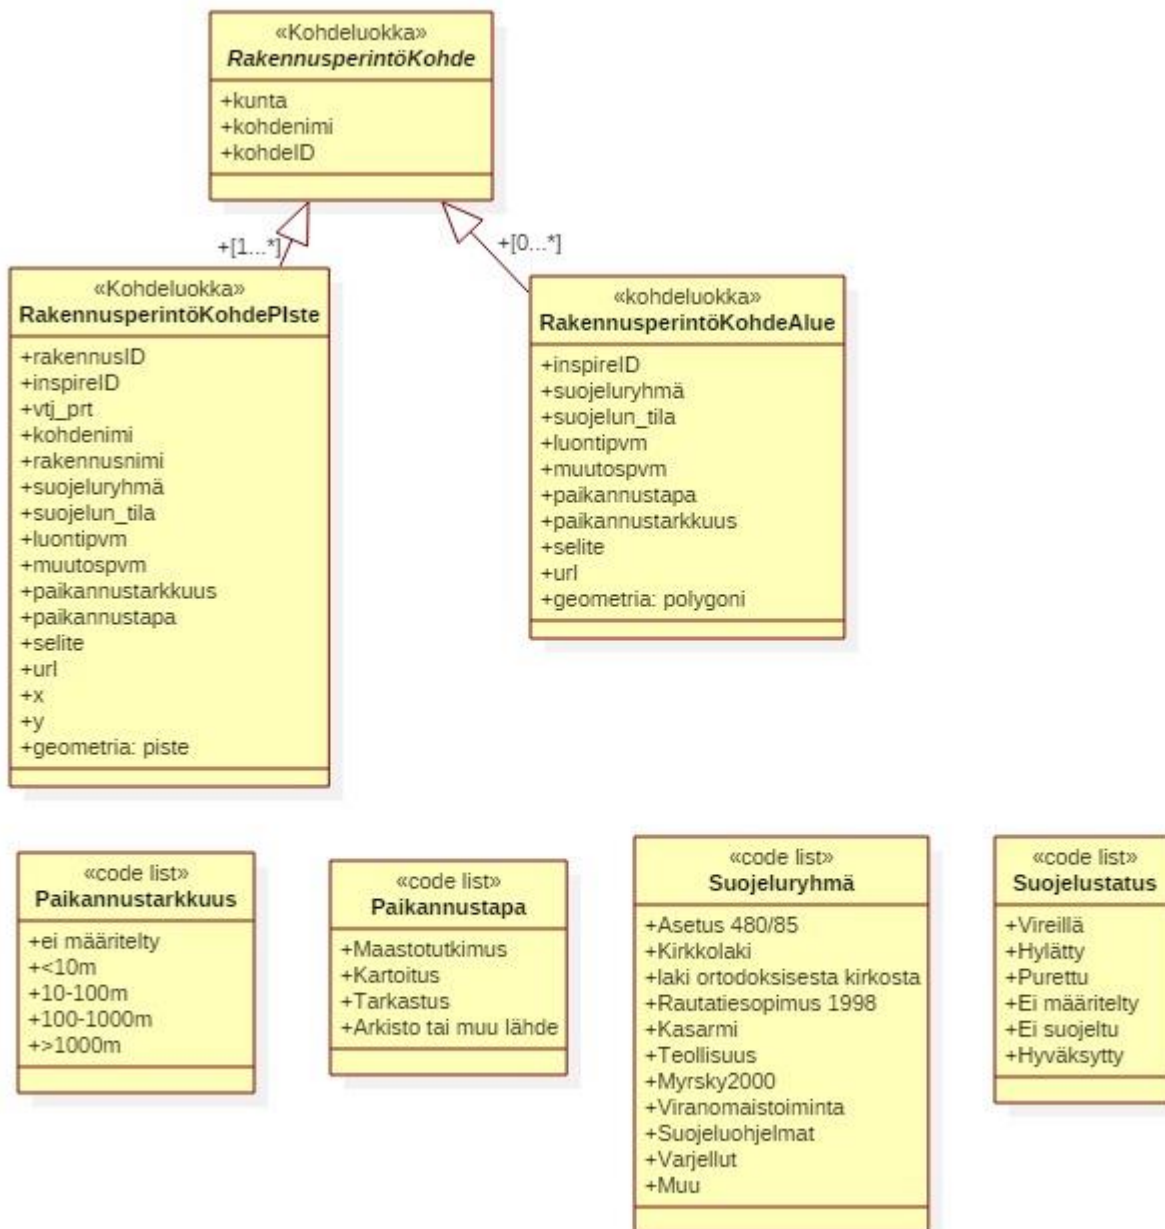 «Kohdeluokka»
RakennusperintöKohde
+kunta
+kohdenimi
+kohdeID
+[1...*]
+[0...*]
«Kohdeluokka»
RakennusperintöKohdePIste
+rakennusID
+inspireID
+vtj_prt
+kohdenimi
+rakennusnimi
+suojeluryhmä
+suojelun_tila
+luontipvm
+muutospvm
+paikannustarkkuus
+paikannustapa
+selite
+url
+x
+y
+geometria: piste
«kohdeluokka»
RakennusperintöKohdeAlue
+inspireID
+suojeluryhmä
+suojelun_tila
+luontipvm
+muutospvm
+paikannustapa
+paikannustarkkuus
+selite
+url
+geometria: polygoni
«code list»
Paikannustarkkuus
+ei määritelty
+<10m
+10-100m
+100-1000m
+>1000m
«code list»
Paikannustapa
+Maastotutkimus
+Kartoitus
+Tarkastus
+Arkisto tai muu lähde
«code list»
Suojeluryhmä
+Asetus 480/85
+Kirkkolaki
+laki ortodoksisesta kirkosta
+Rautatiesopimus 1998
+Kasarmi
+Teollisuus
+Myrsky2000
+Viranomaistoiminta
+Suojeluohjelmat
+Varjellut
+Muu
«code list»
Suojelustatus
+Vireillä
+Hylätty
+Purettu
+Ei määritelty
+Ei suojeltu
+Hyväksytty